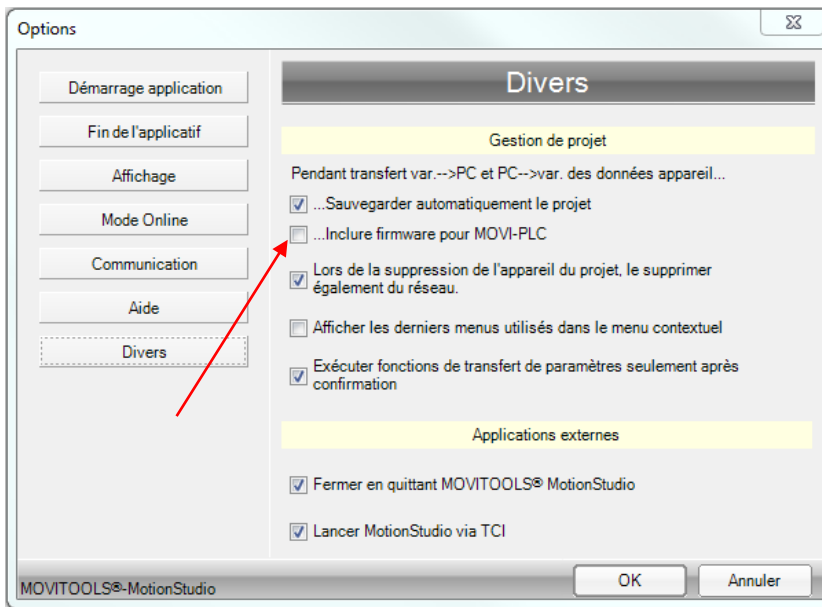 Options
Démarrage application
Fin de l'applicatif
Affichage
Mode Online
Communication
Aide
Divers
Divers
Gestion de projet
Pendant transfert var.-->PC et PC-->var. des données appareil...
...Sauvegarder automatiquement le projet
...Inclure firmware pour MOVI-PLC
Lors de la suppression de l'appareil du projet, le supprimer
également du réseau.
Afficher les derniers menus utilisés dans le menu contextuel
Exécuter fonctions de transfert de paramètres seulement après
confirmation
Applications externes
Fermer en quittant MOVITOOLS® MotionStudio
Lancer MotionStudio via TCI
MOVITOOLS®-MotionStudio
OK
Annuler